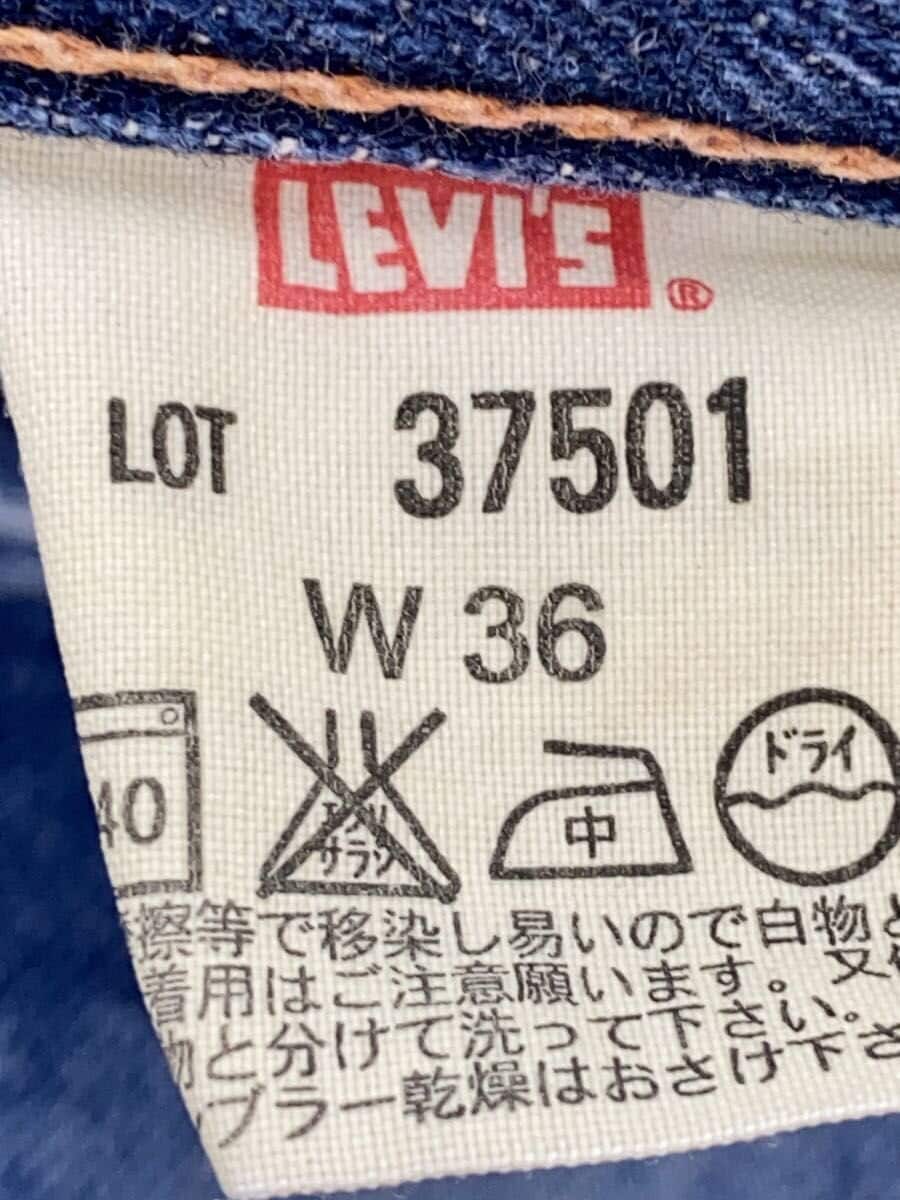 LEVI'S ®
LOT 37501
W 36
40 エンソ サラシ 中 ドライ
擦等で移染し易いので白物と
着用はご注意願います。又
物と分けて洗って下さい。
ブラー乾燥はおさけ下さ